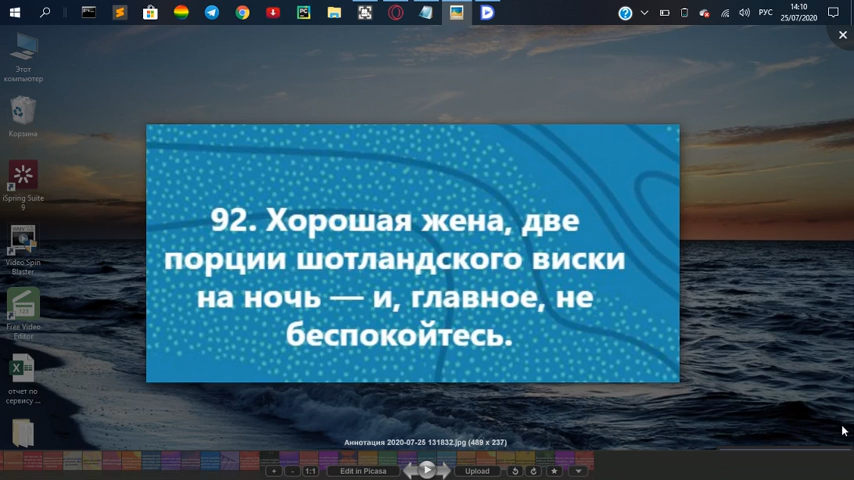 14:10
РУС
25/07/2020
Этот
компьютер
Корзина
iSpring Suite
9
Video Spin
Blaster
Free Video
Editor
отчет по
сервису ...
92. Хорошая жена, две
порции шотландского виски
на ночь — и, главное, не
беспокойтесь.
Аннотация 2020-07-25 131832.jpg (489 x 237)
+ - 1:1 Edit in Picasa Upload